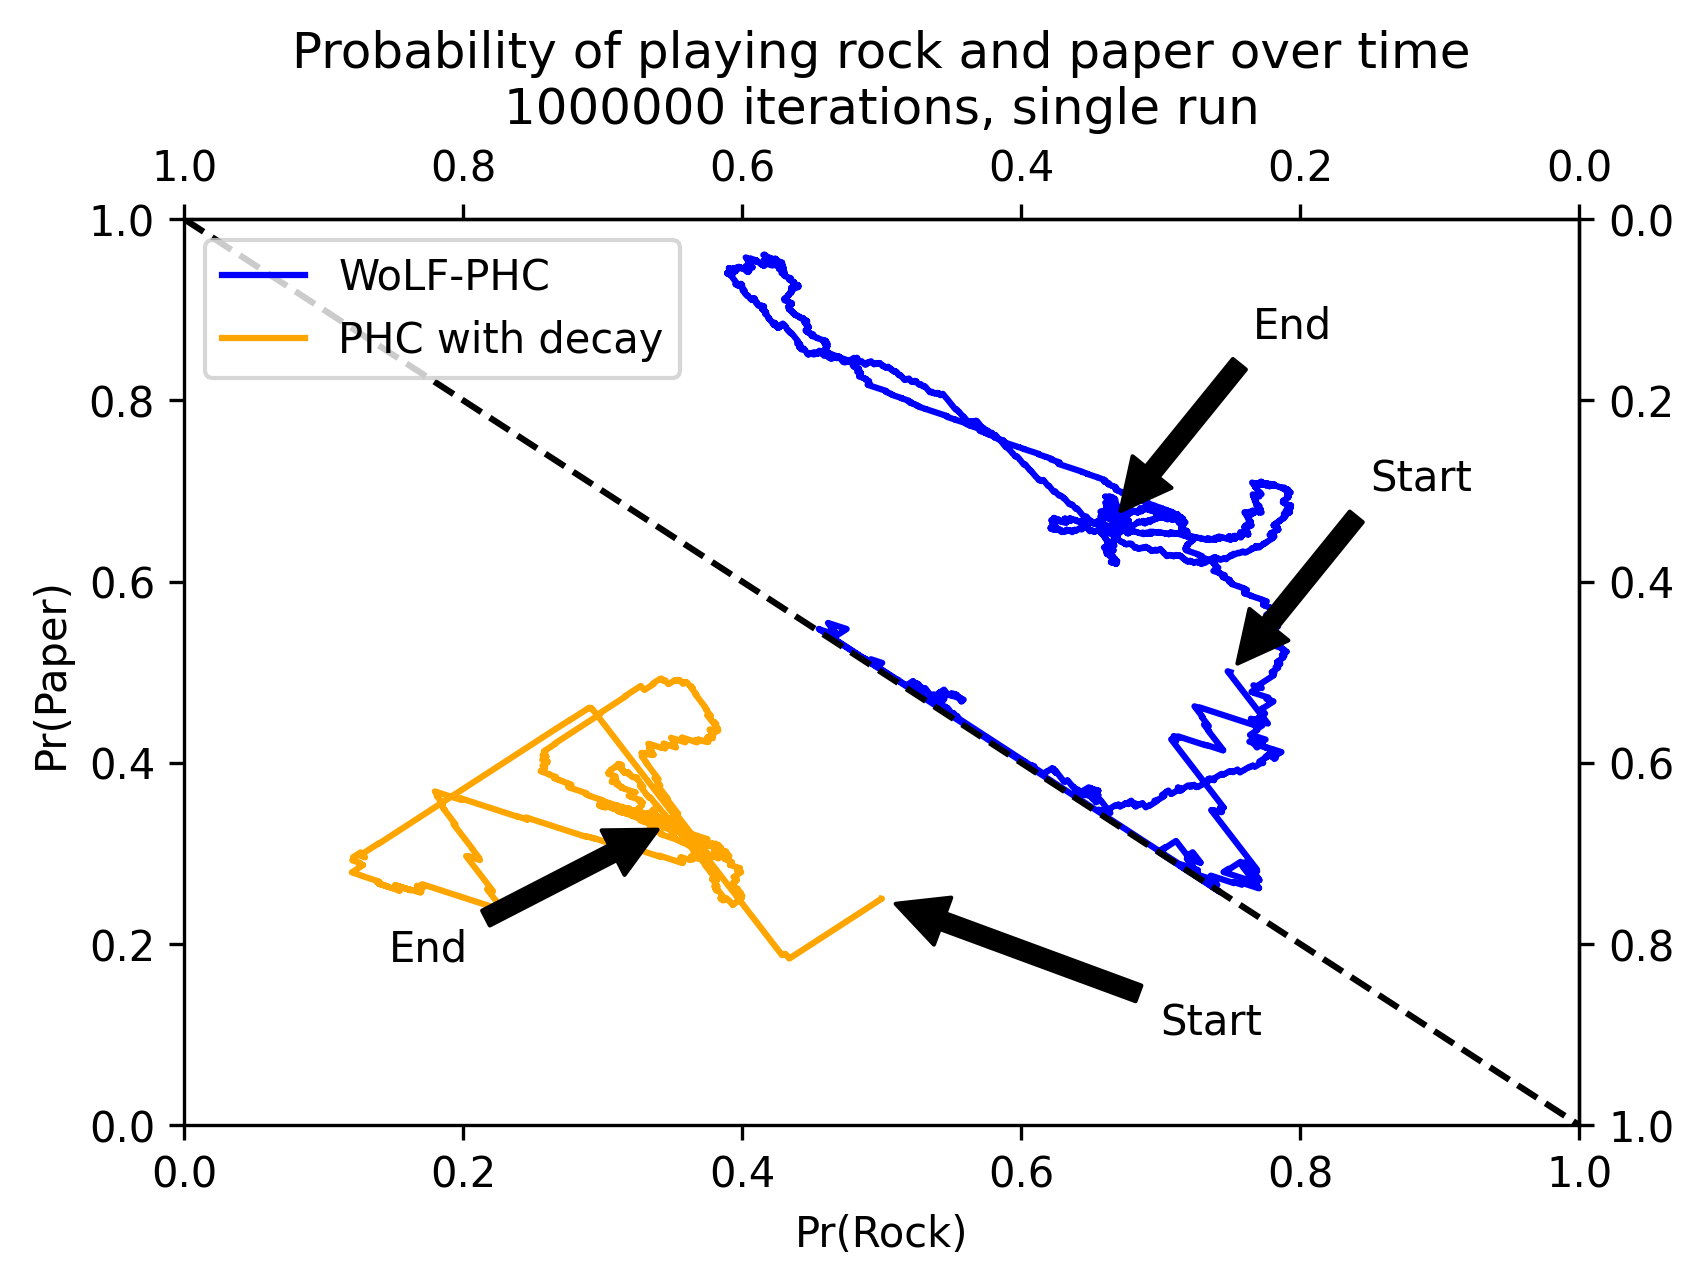 Probability of playing rock and paper over time
1000000 iterations, single run
1.0 0.8 0.6 0.4 0.2 0.0
1.0 0.0
WoLF-PHC
PHC with decay
End
0.8 0.2
Start
0.6 0.4
Pr(Paper)
0.4 0.6
End
0.2 0.8
Start
0.0 1.0
0.0 0.2 0.4 0.6 0.8 1.0
Pr(Rock)